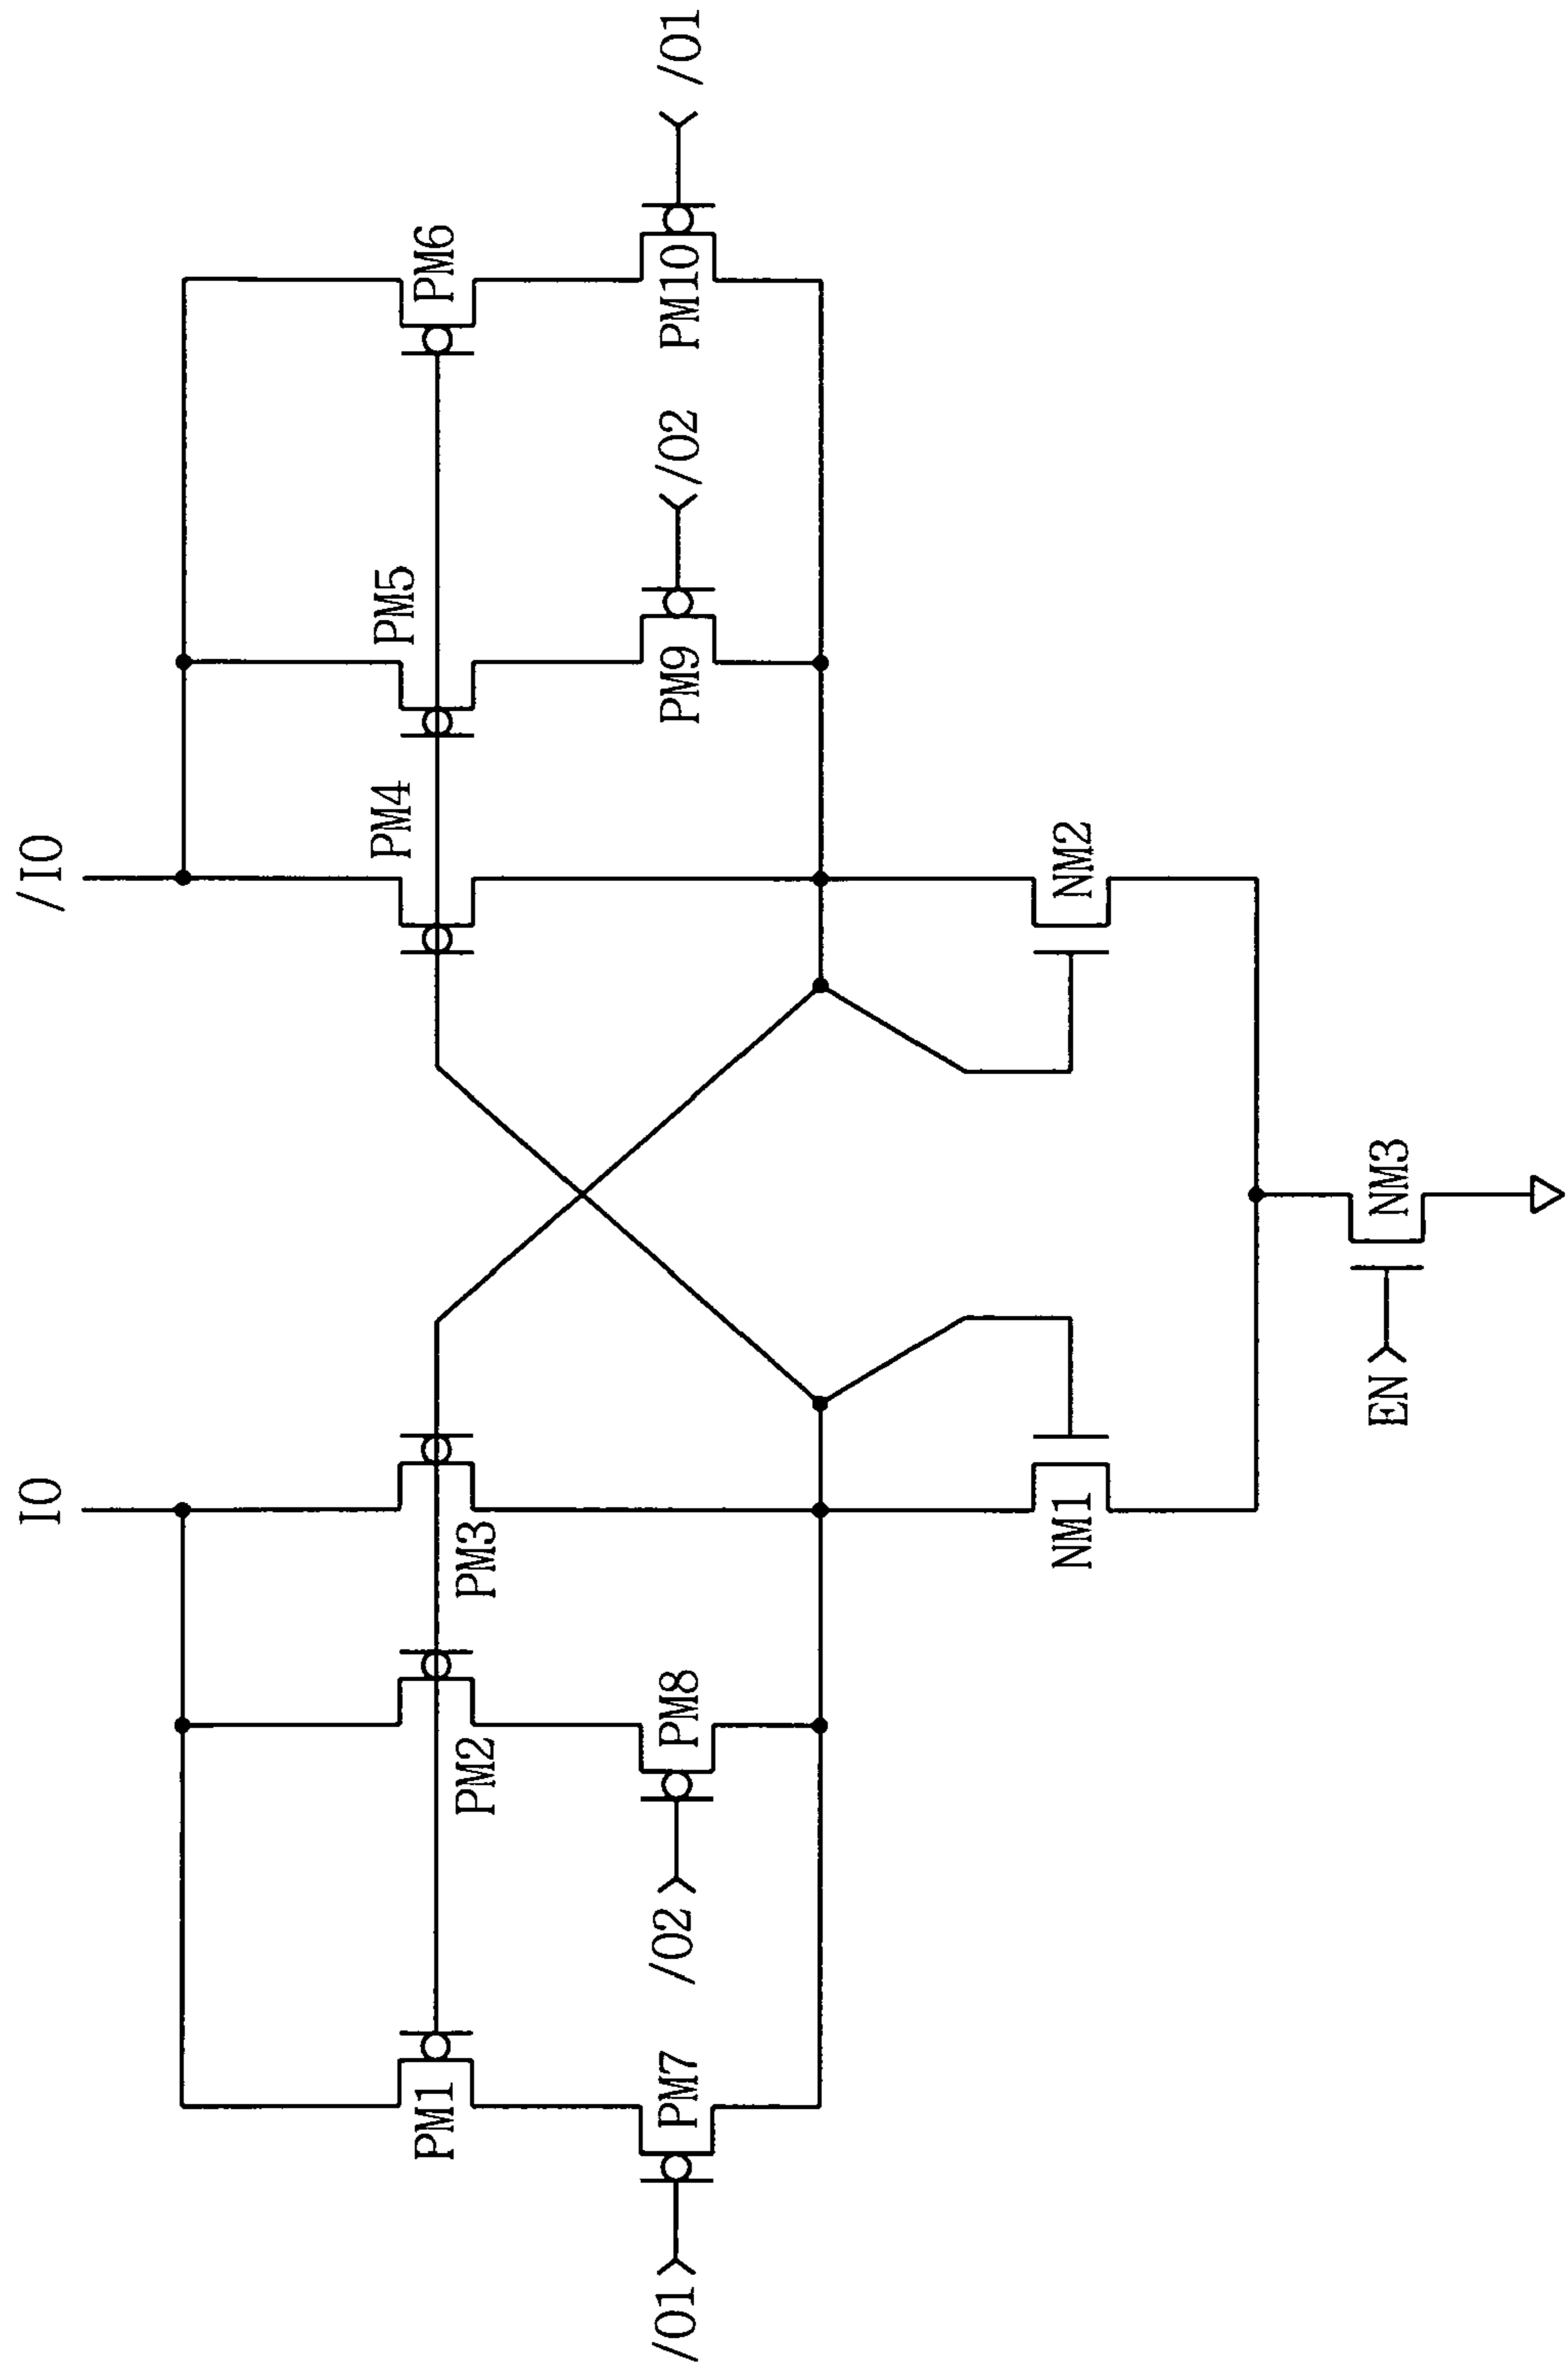 IO
/IO
PM1
PM2
PM3
PM4
PM5
PM6
/O1
PM7
/O2
PM8
PM9
/O2
PM10
/O1
NM1
NM2
EN
NM3